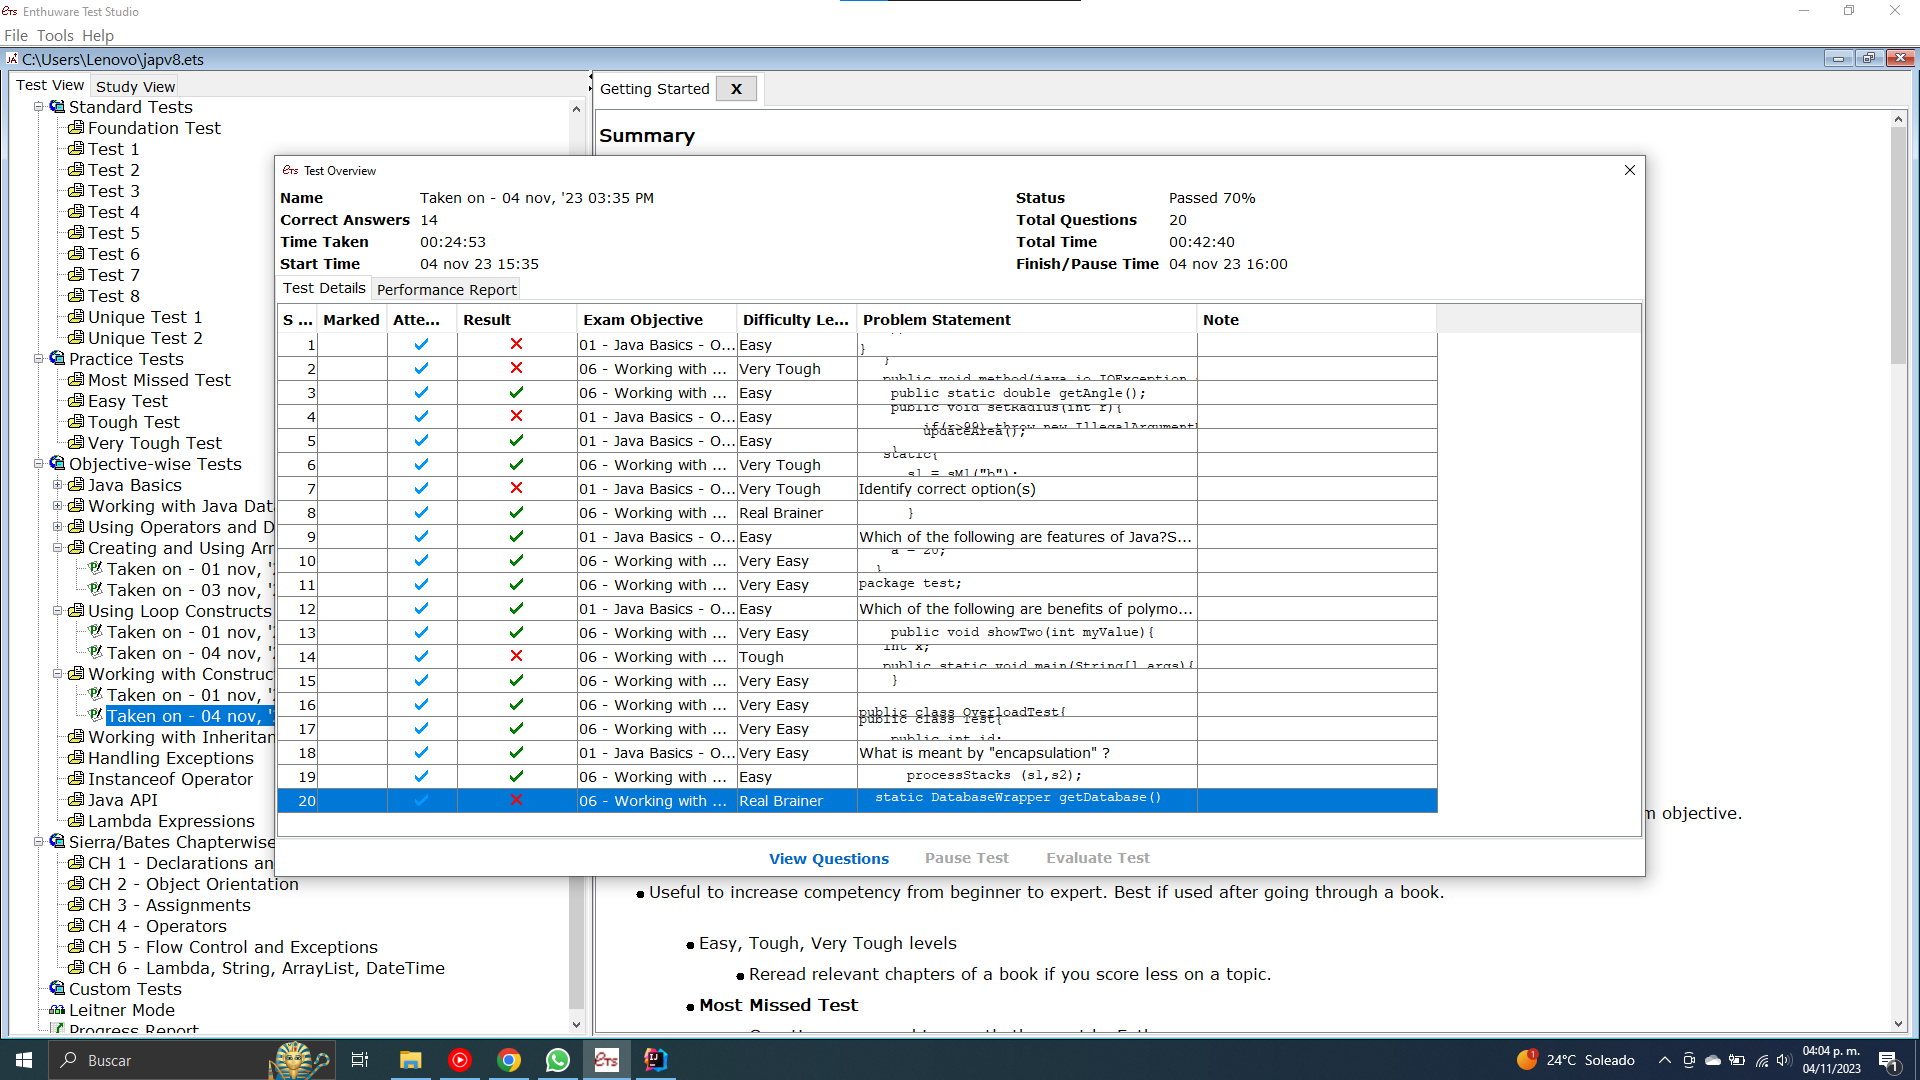 Enthuware Test Studio
File Tools Help
C:\Users\Lenovo\japv8.ets
Test View Study View
Standard Tests
Foundation Test
Test 1
Test 2
Test 3
Test 4
Test 5
Test 6
Test 7
Test 8
Unique Test 1
Unique Test 2
Practice Tests
Most Missed Test
Easy Test
Tough Test
Very Tough Test
Objective-wise Tests
Java Basics
Working with Java Dat
Using Operators and D
Creating and Using Arr
Taken on - 01 nov, '
Taken on - 03 nov, '
Using Loop Constructs
Taken on - 01 nov, '
Taken on - 04 nov, '
Working with Construc
Taken on - 01 nov, '
Taken on - 04 nov, '
Working with Inheritan
Handling Exceptions
Instanceof Operator
Java API
Lambda Expressions
Sierra/Bates Chapterwise
CH 1 - Declarations an
CH 2 - Object Orientation
CH 3 - Assignments
CH 4 - Operators
CH 5 - Flow Control and Exceptions
CH 6 - Lambda, String, ArrayList, DateTime
Custom Tests
Leitner Mode
Progress Report
Getting Started X
Summary
Test Overview
Name Taken on - 04 nov, '23 03:35 PM Status Passed 70%
Correct Answers 14 Total Questions 20
Time Taken 00:24:53 Total Time 00:42:40
Start Time 04 nov 23 15:35 Finish/Pause Time 04 nov 23 16:00
Test Details Performance Report
S ... Marked Atte... Result Exam Objective Difficulty Le... Problem Statement Note
1 01 - Java Basics - O... Easy }
2 06 - Working with ... Very Tough } public void method(java.io.IOException
3 06 - Working with ... Easy public static double getAngle();
4 01 - Java Basics - O... Easy public void setRadius(int r){ if(r>99) throw new IllegalArgument
5 01 - Java Basics - O... Easy updateArea(); }
6 06 - Working with ... Very Tough static{ s1 = sM1("b");
7 01 - Java Basics - O... Very Tough Identify correct option(s)
8 06 - Working with ... Real Brainer }
9 01 - Java Basics - O... Easy Which of the following are features of Java?S...
10 06 - Working with ... Very Easy a = 20; }
11 06 - Working with ... Very Easy package test;
12 01 - Java Basics - O... Easy Which of the following are benefits of polymo...
13 06 - Working with ... Very Easy public void showTwo(int myValue){
14 06 - Working with ... Tough int x; public static void main(String[] args){
15 06 - Working with ... Very Easy }
16 06 - Working with ... Very Easy public class OverloadTest{
17 06 - Working with ... Very Easy public class Test{ public int id;
18 01 - Java Basics - O... Very Easy What is meant by "encapsulation" ?
19 06 - Working with ... Easy processStacks (s1,s2);
20 06 - Working with ... Real Brainer static DatabaseWrapper getDatabase()
View Questions Pause Test Evaluate Test
m objective.
Useful to increase competency from beginner to expert. Best if used after going through a book.
Easy, Tough, Very Tough levels
Reread relevant chapters of a book if you score less on a topic.
Most Missed Test
Buscar
ETS
24°C Soleado
04:04 p. m.
04/11/2023
1